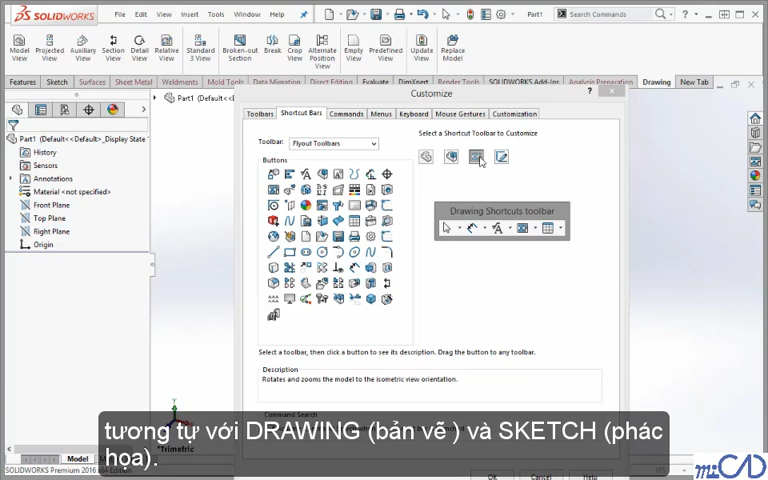 SOLIDWORKS
File Edit View Insert Tools Window Help
Part1
Search Commands
Model View
Projected View
Auxiliary View
Section View
Detail View
Relative View
Standard 3 View
Broken-out Section
Break
Crop View
Alternate Position View
Empty View
Predefined View
Update View
Replace Model
Features Sketch Surfaces Sheet Metal Weldments Mold Tools Data Migration Direct Editing Evaluate DimXpert Render Tools SOLIDWORKS Add-Ins Analysis Preparation Drawing New Tab
Part1 (Default<<Default>_Display State
History
Sensors
Annotations
Material <not specified>
Front Plane
Top Plane
Right Plane
Origin
Part1 (Default<<D
Customize
Toolbars Shortcut Bars Commands Menus Keyboard Mouse Gestures Customization
Toolbar: Flyout Toolbars
Select a Shortcut Toolbar to Customize
Buttons
Drawing Shortcuts toolbar
Select a toolbar, then click a button to see its description. Drag the button to any toolbar.
Description
Rotates and zooms the model to the isometric view orientation.
Command Search
tương tự với DRAWING (bản vẽ ) và SKETCH (phác
họa).
*Trimetric
Model
SOLIDWORKS Premium 2016 x64 Edition
OK Cancel Help
miCAD